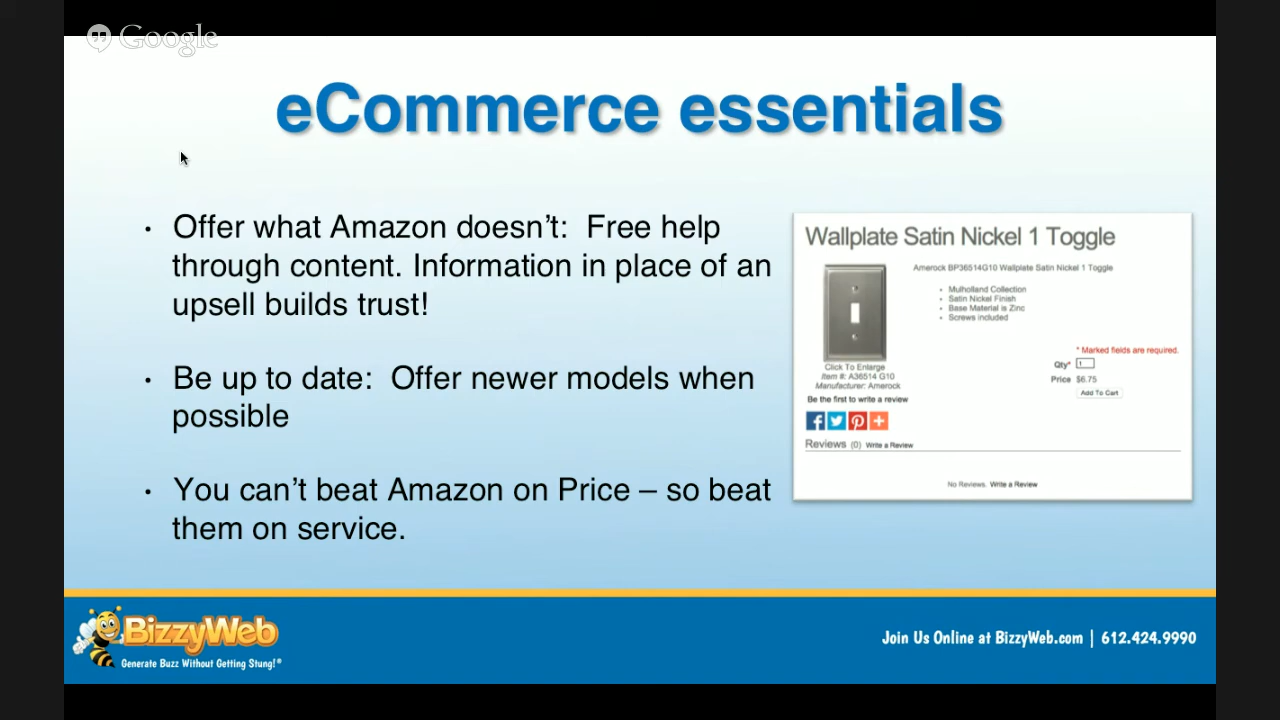 Google
eCommerce essentials
• Offer what Amazon doesn’t:  Free help
through content. Information in place of an
upsell builds trust!
• Be up to date:  Offer newer models when
possible
• You can’t beat Amazon on Price – so beat
them on service.
Wallplate Satin Nickel 1 Toggle
Amerock BP36514G10 Wallplate Satin Nickel 1 Toggle
• Mulholland Collection
• Satin Nickel Finish
• Base Material is Zinc
• Screws included
* Marked fields are required.
Qty* 1
Price $6.75
Add To Cart
Click To Enlarge
Item #: A36514 G10
Manufacturer: Amerock
Be the first to write a review
Reviews (0) Write a Review
No Reviews. Write a Review
BizzyWeb
Generate Buzz Without Getting Stung!®
Join Us Online at BizzyWeb.com | 612.424.9990